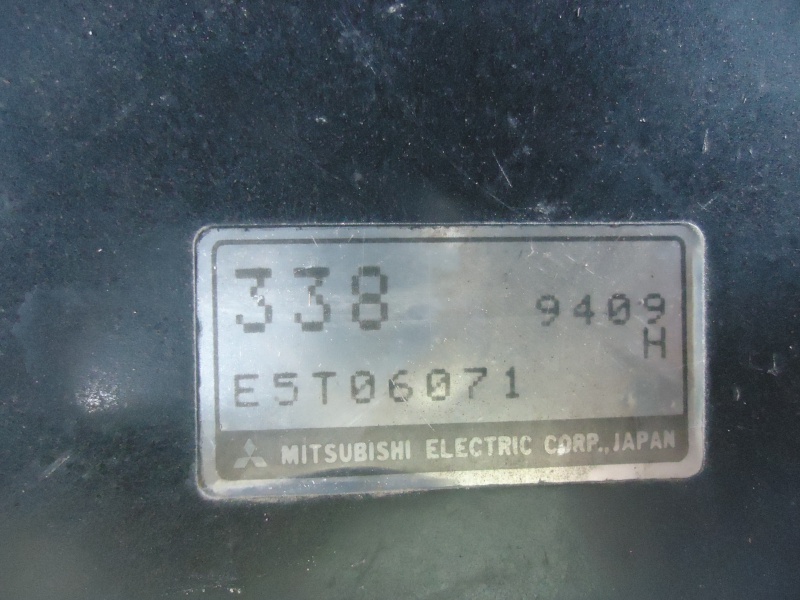 338 9409
H
E5T06071
MITSUBISHI ELECTRIC CORP., JAPAN